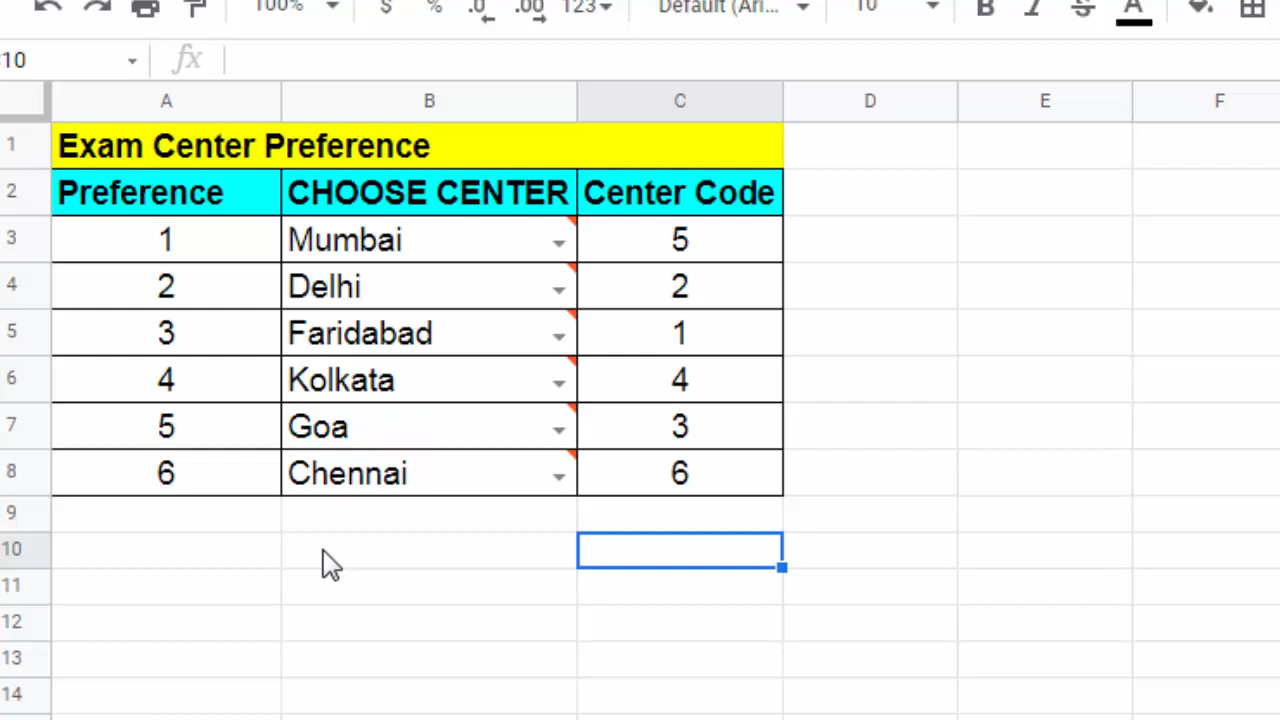 100% $ % .0 .00 123 Default (Ari... 10 B I S A
10 fx
A B C D E F
1 Exam Center Preference
2 Preference CHOOSE CENTER Center Code
3 1 Mumbai 5
4 2 Delhi 2
5 3 Faridabad 1
6 4 Kolkata 4
7 5 Goa 3
8 6 Chennai 6
9
10
11
12
13
14